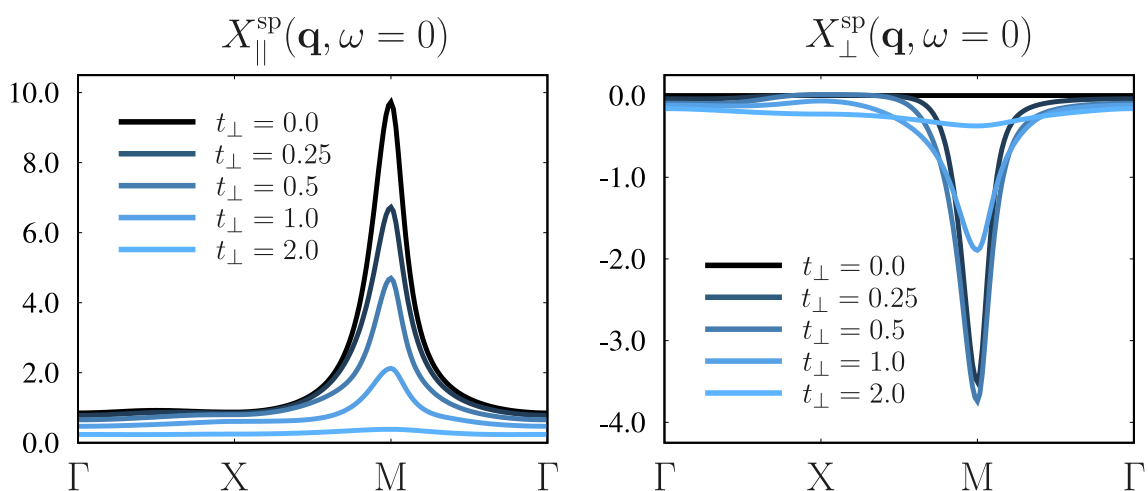 X∥^sp(q, ω = 0)
10.0
8.0
6.0
4.0
2.0
0.0
t⊥ = 0.0
t⊥ = 0.25
t⊥ = 0.5
t⊥ = 1.0
t⊥ = 2.0
Γ X M Γ
X⊥^sp(q, ω = 0)
0.0
-1.0
-2.0
-3.0
-4.0
t⊥ = 0.0
t⊥ = 0.25
t⊥ = 0.5
t⊥ = 1.0
t⊥ = 2.0
Γ X M Γ